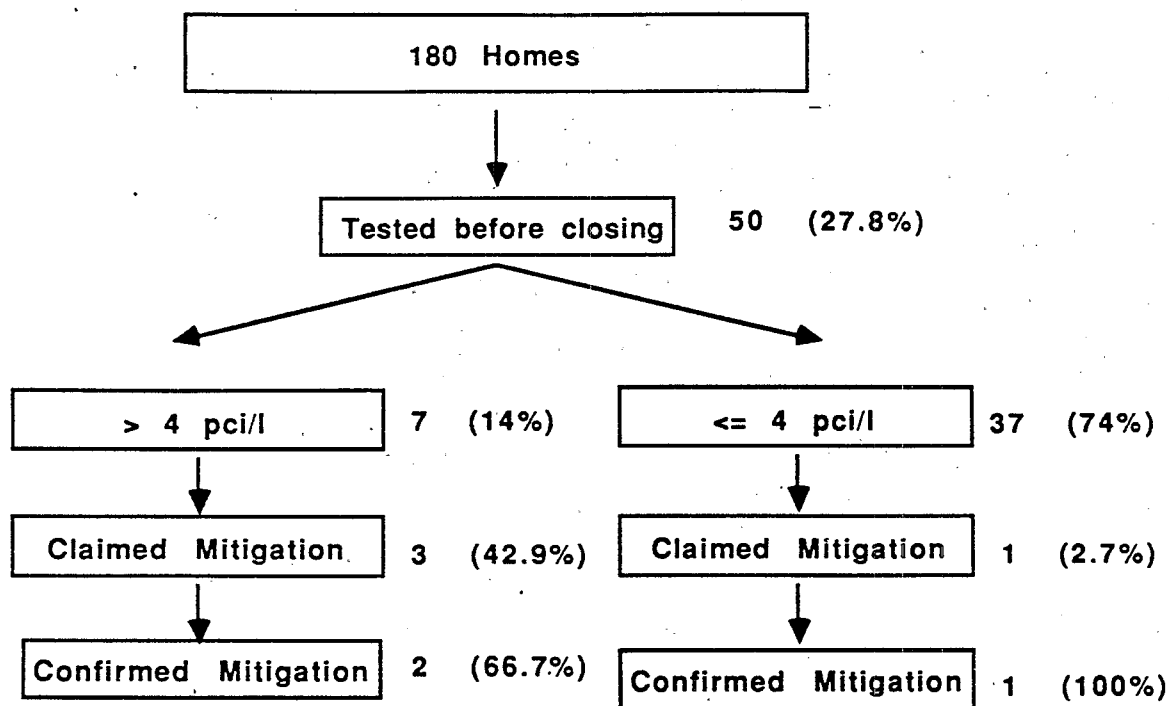 180 Homes
Tested before closing 50 (27.8%)
> 4 pci/l 7 (14%) <= 4 pci/l 37 (74%)
Claimed Mitigation 3 (42.9%) Claimed Mitigation 1 (2.7%)
Confirmed Mitigation 2 (66.7%) Confirmed Mitigation 1 (100%)